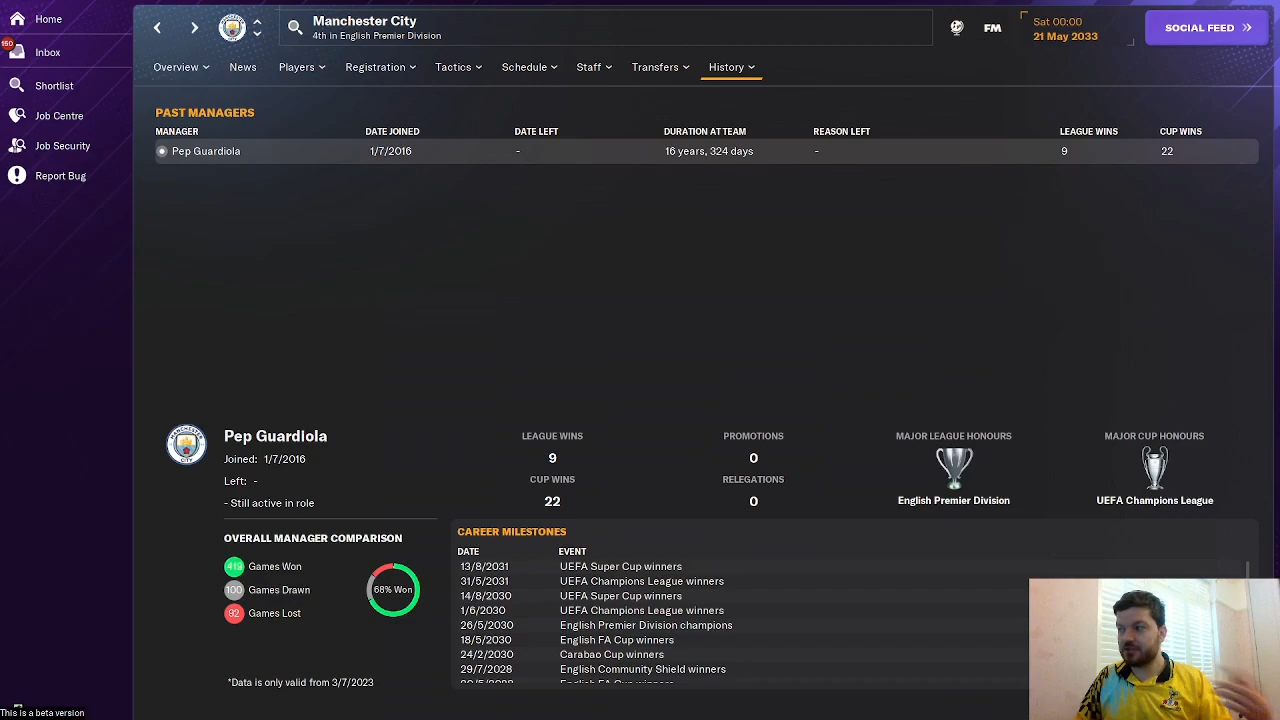 Home
150
Inbox
Shortlist
Job Centre
Job Security
Report Bug
This is a beta version
Manchester City
4th in English Premier Division
FM
Sat 00:00
21 May 2033
SOCIAL FEED
Overview
News
Players
Registration
Tactics
Schedule
Staff
Transfers
History
PAST MANAGERS
MANAGER DATE JOINED DATE LEFT DURATION AT TEAM REASON LEFT LEAGUE WINS CUP WINS
Pep Guardiola 1/7/2016 - 16 years, 324 days - 9 22
Pep Guardiola
Joined: 1/7/2016
Left: -
- Still active in role
LEAGUE WINS
9
CUP WINS
22
PROMOTIONS
0
RELEGATIONS
0
MAJOR LEAGUE HONOURS
English Premier Division
MAJOR CUP HONOURS
UEFA Champions League
OVERALL MANAGER COMPARISON
419 Games Won
100 Games Drawn
92 Games Lost
68% Won
*Data is only valid from 3/7/2023
CAREER MILESTONES
DATE EVENT
13/8/2031 UEFA Super Cup winners
31/5/2031 UEFA Champions League winners
14/8/2030 UEFA Super Cup winners
1/6/2030 UEFA Champions League winners
26/5/2030 English Premier Division champions
18/5/2030 English FA Cup winners
24/2/2030 Carabao Cup winners
29/7/2028 English Community Shield winners